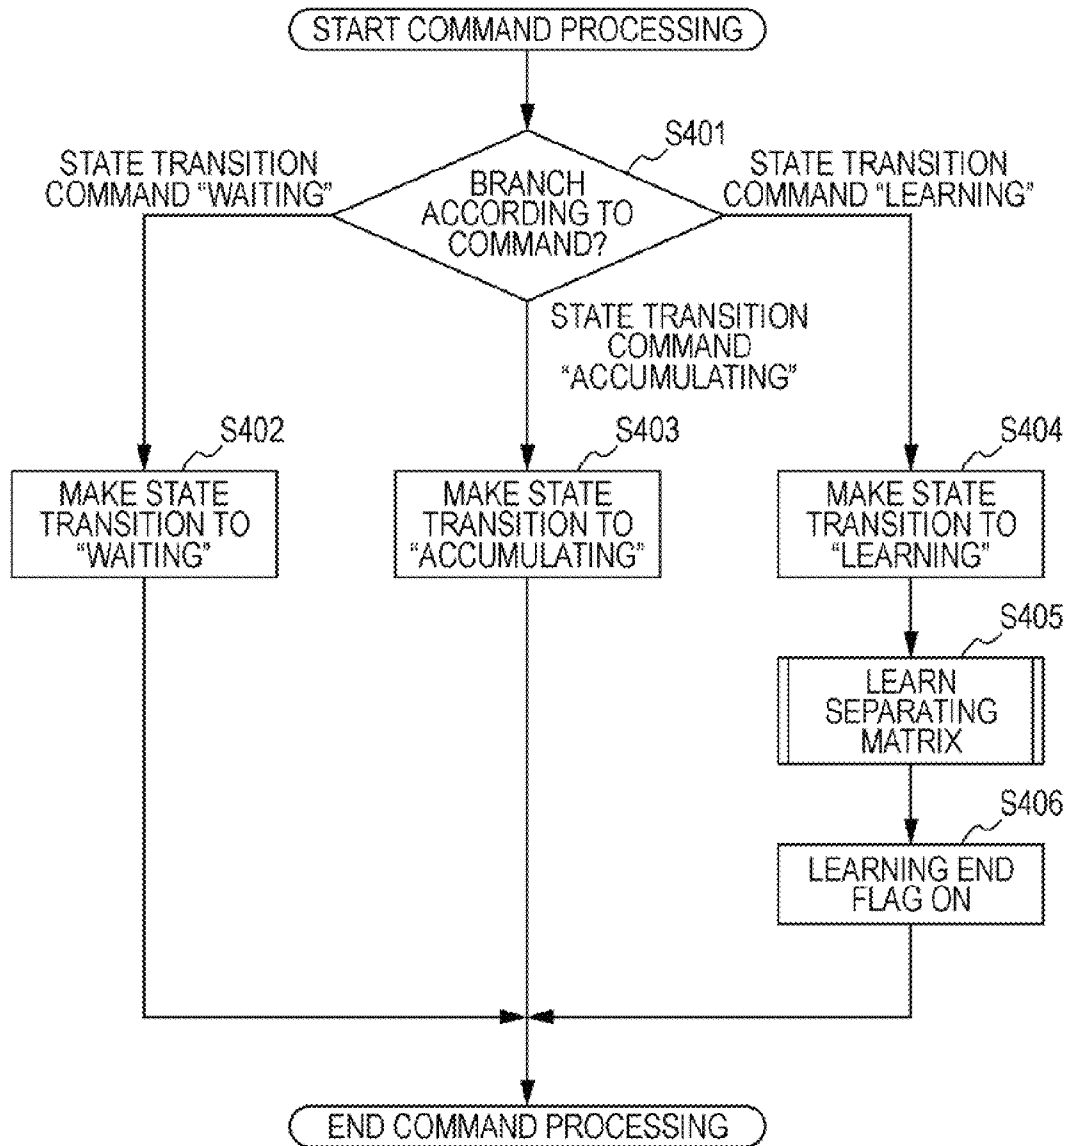 START COMMAND PROCESSING
S401
STATE TRANSITION
COMMAND “WAITING”
BRANCH
ACCORDING TO
COMMAND?
STATE TRANSITION
COMMAND “LEARNING”
STATE TRANSITION
COMMAND
“ACCUMULATING”
S402
MAKE STATE
TRANSITION TO
“WAITING”
S403
MAKE STATE
TRANSITION TO
“ACCUMULATING”
S404
MAKE STATE
TRANSITION TO
“LEARNING”
S405
LEARN
SEPARATING
MATRIX
S406
LEARNING END
FLAG ON
END COMMAND PROCESSING